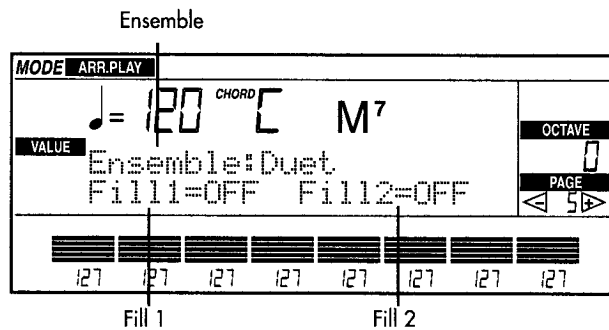 Ensemble
MODE ARR.PLAY
♩= 120 CHORD C M7
VALUE
OCTAVE
0
Ensemble:Duet
Fill1=OFF Fill2=OFF
PAGE
- 5 +
127 127 127 127 127 127 127 127
Fill 1 Fill 2